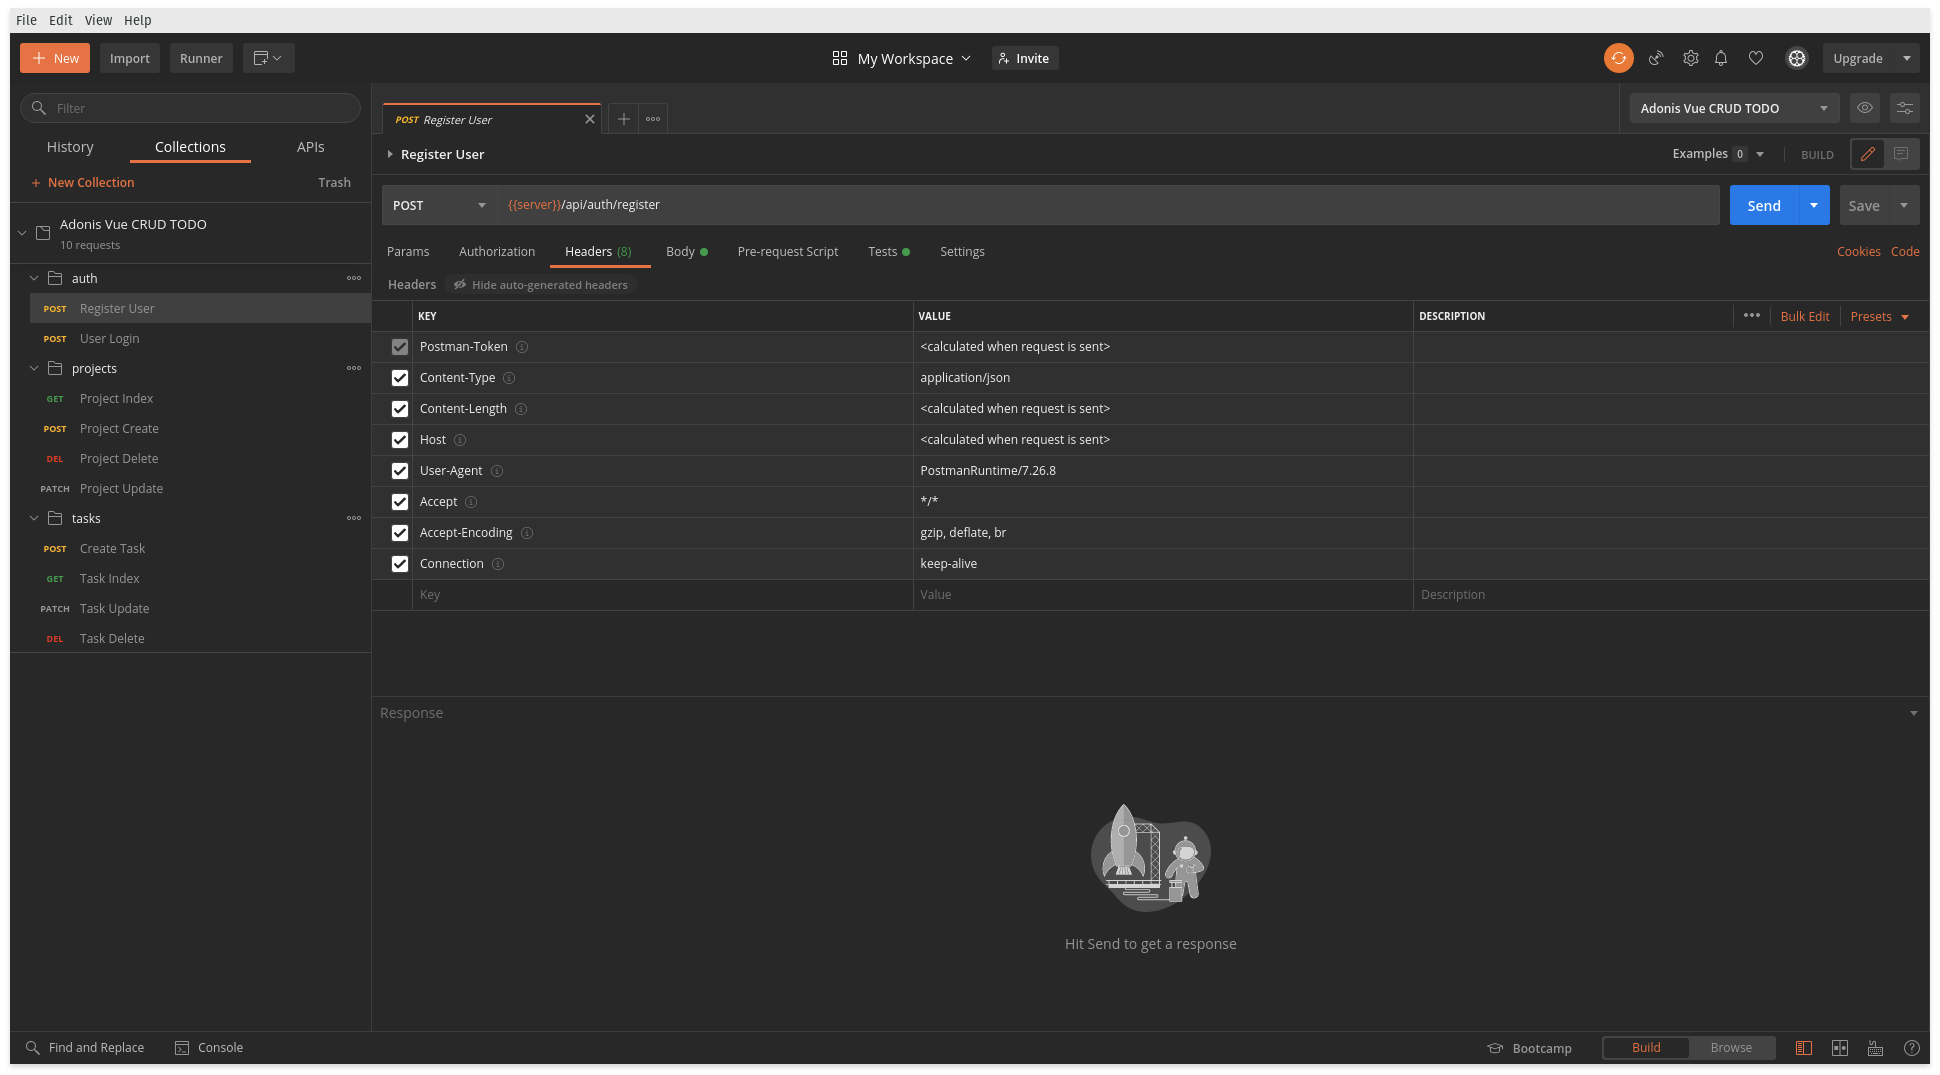 File Edit View Help
+ New Import Runner
My Workspace Invite
Upgrade
Filter
History Collections APIs
+ New Collection Trash
Adonis Vue CRUD TODO
10 requests
auth
POST Register User
POST User Login
projects
GET Project Index
POST Project Create
DEL Project Delete
PATCH Project Update
tasks
POST Create Task
GET Task Index
PATCH Task Update
DEL Task Delete
POST Register User
Adonis Vue CRUD TODO
Register User
Examples 0 BUILD
POST {{server}}/api/auth/register
Send Save
Params Authorization Headers (8) Body Pre-request Script Tests Settings
Cookies Code
Headers Hide auto-generated headers
KEY VALUE DESCRIPTION
Bulk Edit Presets
Postman-Token <calculated when request is sent>
Content-Type application/json
Content-Length <calculated when request is sent>
Host <calculated when request is sent>
User-Agent PostmanRuntime/7.26.8
Accept */*
Accept-Encoding gzip, deflate, br
Connection keep-alive
Key Value Description
Response
Hit Send to get a response
Find and Replace Console
Bootcamp Build Browse